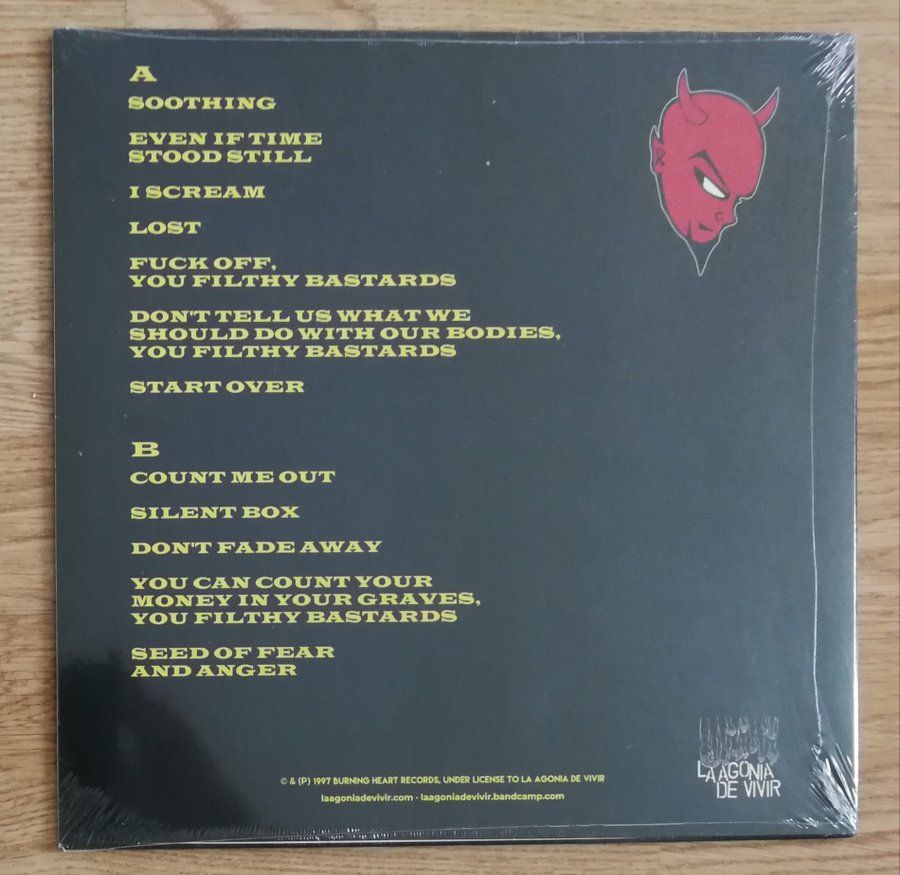 A
SOOTHING
EVEN IF TIME
STOOD STILL
I SCREAM
LOST
FUCK OFF,
YOU FILTHY BASTARDS
DON'T TELL US WHAT WE
SHOULD DO WITH OUR BODIES,
YOU FILTHY BASTARDS
START OVER
B
COUNT ME OUT
SILENT BOX
DON'T FADE AWAY
YOU CAN COUNT YOUR
MONEY IN YOUR GRAVES,
YOU FILTHY BASTARDS
SEED OF FEAR
AND ANGER
© & (P) 1997 BURNING HEART RECORDS, UNDER LICENSE TO LA AGONIA DE VIVIR
laagoniadevivir.com - laagoniadevivir.bandcamp.com
LA AGONIA
DE VIVIR